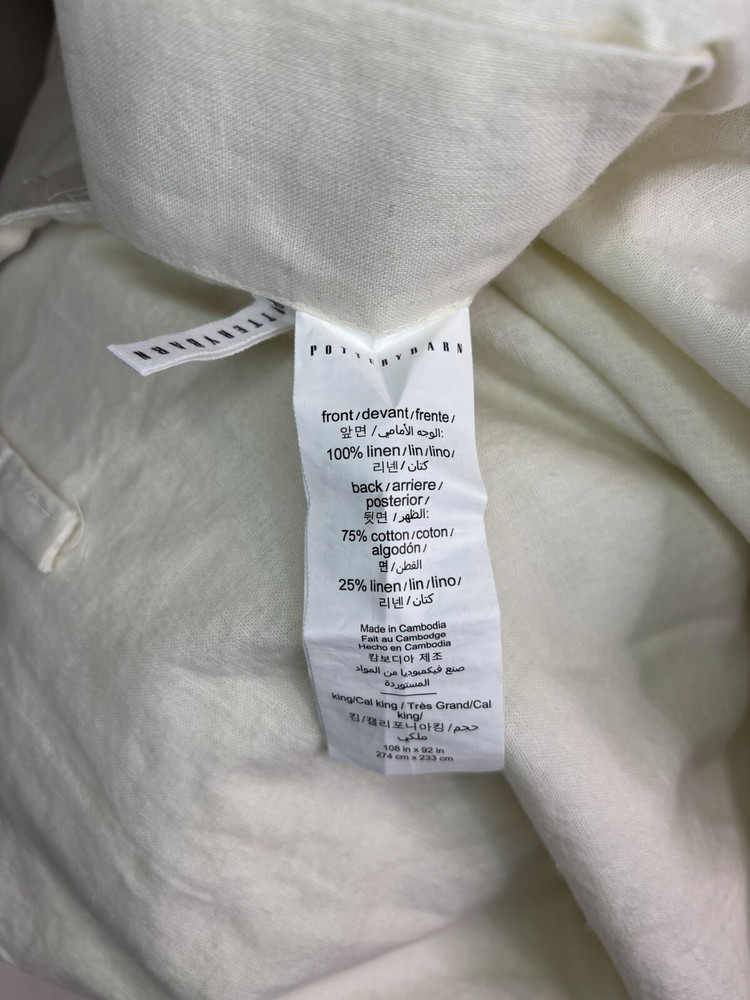 POTTERYBARN
POTTERYBARN
front/devant/frente/
앞면 /الوجه الأمامي:
100% linen/lin/lino/
리넨/كتان
back/arriere/
posterior/
뒷면 /الظهر:
75% cotton/coton/
algodón/
면/القطن
25% linen/lin/lino/
리넨/كتان
Made in Cambodia
Fait au Cambodge
Hecho en Cambodia
캄보디아 제조
صنع فيكمبوديا من المواد
المستوردة
king/Cal king / Très Grand/Cal
king/
킹/캘리포니아킹 /حجم
ملكي
108 in x 92 in
274 cm x 233 cm